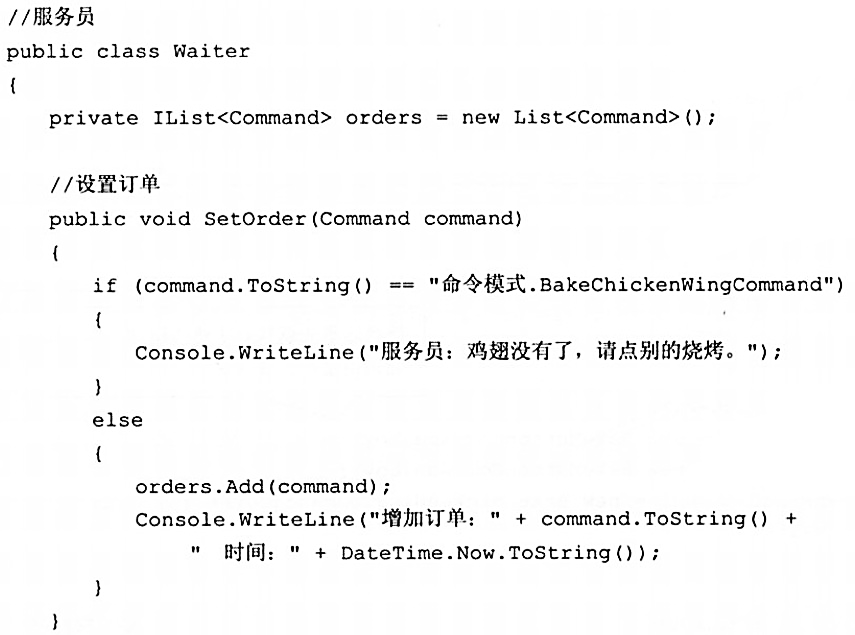 //服务员
public class Waiter
{
private IList<Command> orders = new List<Command>();
//设置订单
public void SetOrder(Command command)
{
if (command.ToString() == "命令模式.BakeChickenWingCommand")
{
Console.WriteLine("服务员：鸡翅没有了，请点别的烧烤。");
}
else
{
orders.Add(command);
Console.WriteLine("增加订单：" + command.ToString() +
" 时间：" + DateTime.Now.ToString());
}
}